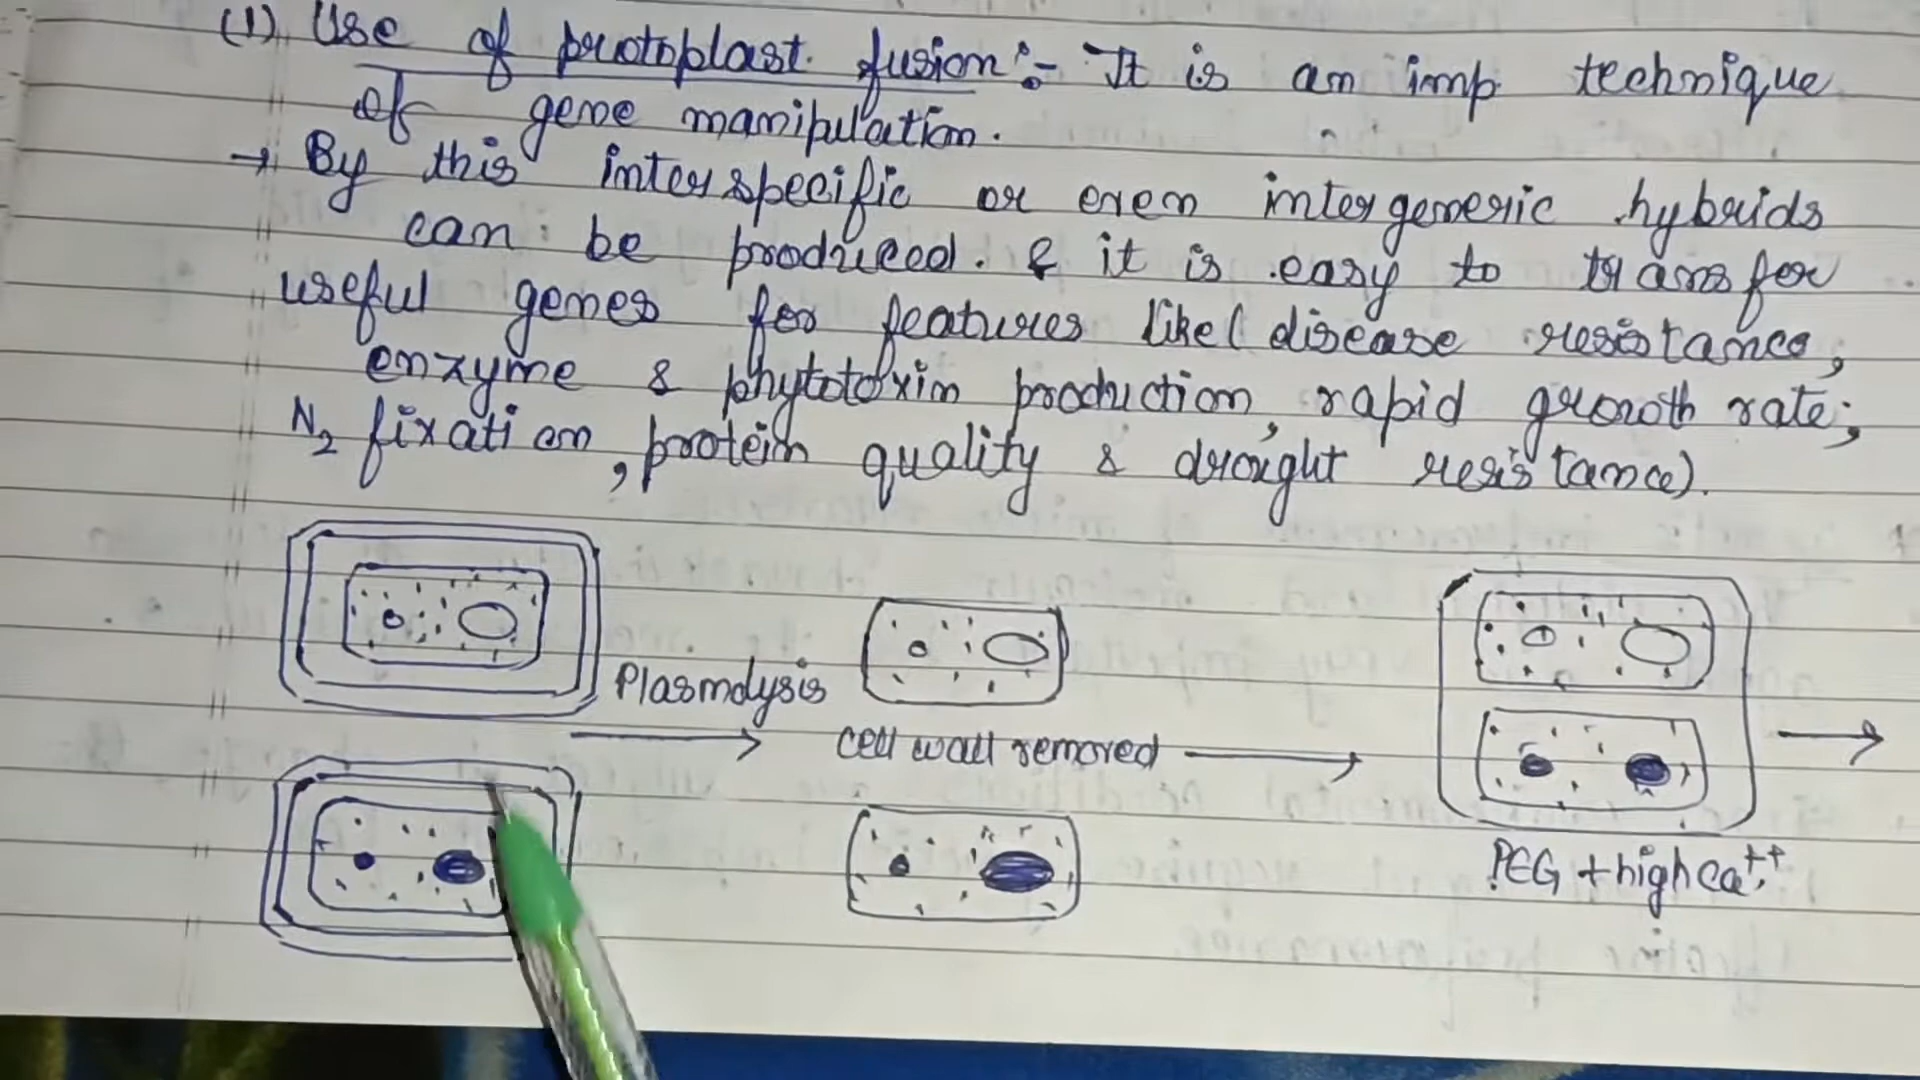 (1) Use of protoplast fusion :- It is an imp technique
of gene manipulation.
→ By this interspecific or even intergeneric hybrids
can be produced. & it is easy to transfer
useful genes for features like ( disease resistance,
enzyme & phytotoxin production, rapid growth rate,
N2 fixation, protein quality & drought resistance).
Plasmolysis
cell wall removed
PEG + high ca++